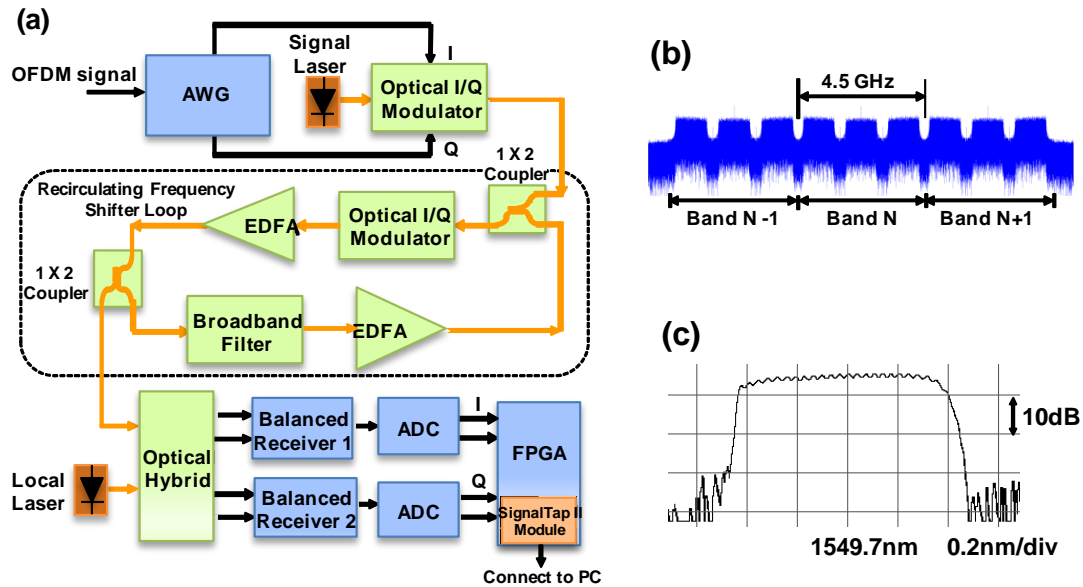 (a)
OFDM signal
AWG
Signal
Laser
I
Optical I/Q
Modulator
Q
1 X 2
Coupler
Recirculating Frequency
Shifter Loop
EDFA
Optical I/Q
Modulator
1 X 2
Coupler
Broadband
Filter
EDFA
Optical
Hybrid
Local
Laser
Balanced
Receiver 1
ADC
I
Balanced
Receiver 2
ADC
Q
FPGA
SignalTap II
Module
Connect to PC
(b)
4.5 GHz
Band N -1
Band N
Band N+1
(c)
10dB
1549.7nm
0.2nm/div